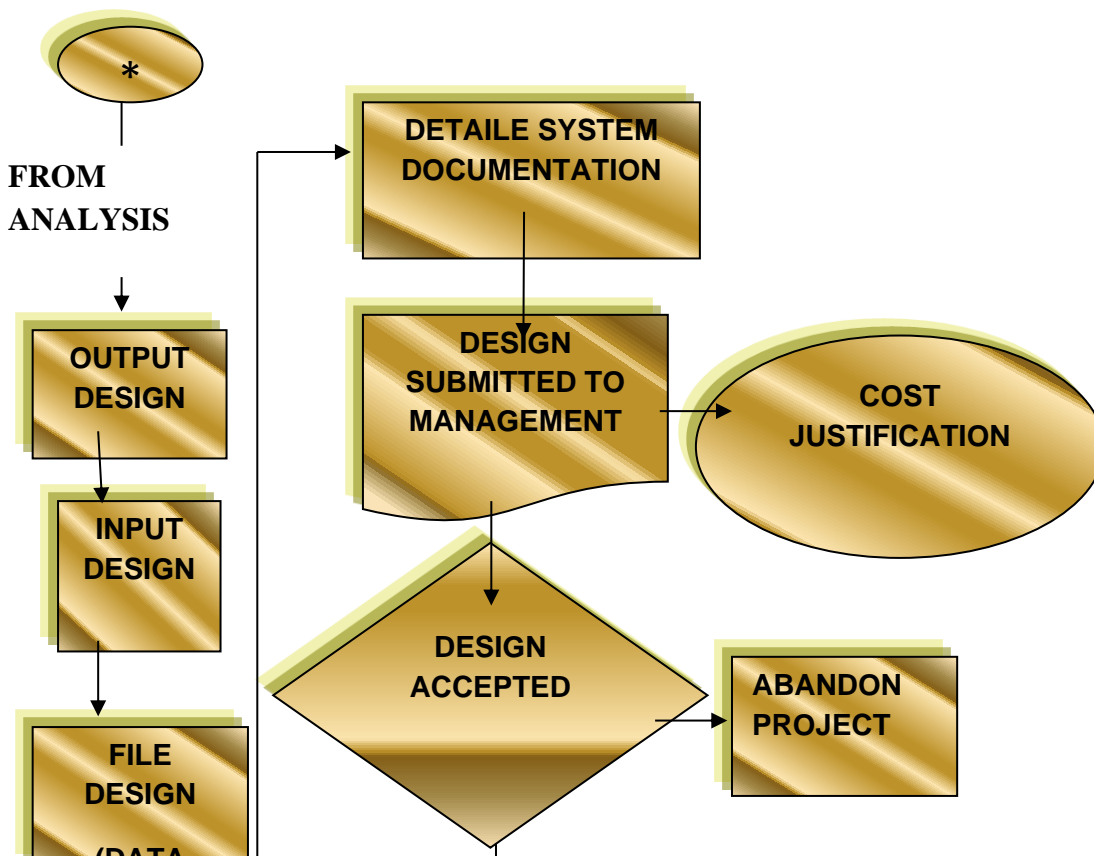 *
FROM
ANALYSIS
OUTPUT
DESIGN
INPUT
DESIGN
FILE
DESIGN
(DATA
DETAILE SYSTEM
DOCUMENTATION
DESIGN
SUBMITTED TO
MANAGEMENT
COST
JUSTIFICATION
DESIGN
ACCEPTED
ABANDON
PROJECT